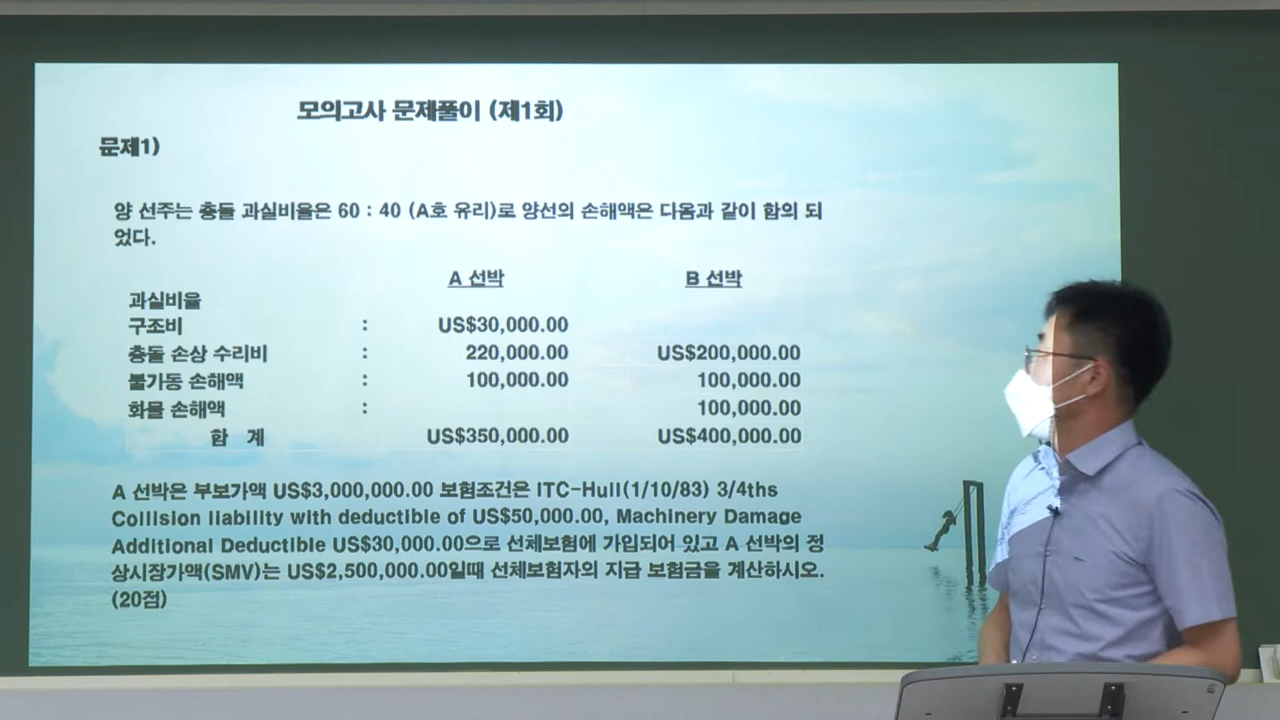 모의고사 문제풀이 (제1회)
문제1)
양 선주는 충돌 과실비율은 60 : 40 (A호 유리)로 양선의 손해액은 다음과 같이 합의 되
었다.
A 선박 B 선박
과실비율
구조비 : US$30,000.00
충돌 손상 수리비 : 220,000.00 US$200,000.00
불가동 손해액 : 100,000.00 100,000.00
화물 손해액 : 100,000.00
합 계 US$350,000.00 US$400,000.00
A 선박은 부보가액 US$3,000,000.00 보험조건은 ITC-Hull(1/10/83) 3/4ths
Collision liability with deductible of US$50,000.00, Machinery Damage
Additional Deductible US$30,000.00으로 선체보험에 가입되어 있고 A 선박의 정
상시장가액(SMV)는 US$2,500,000.00일때 선체보험자의 지급 보험금을 계산하시오.
(20점)